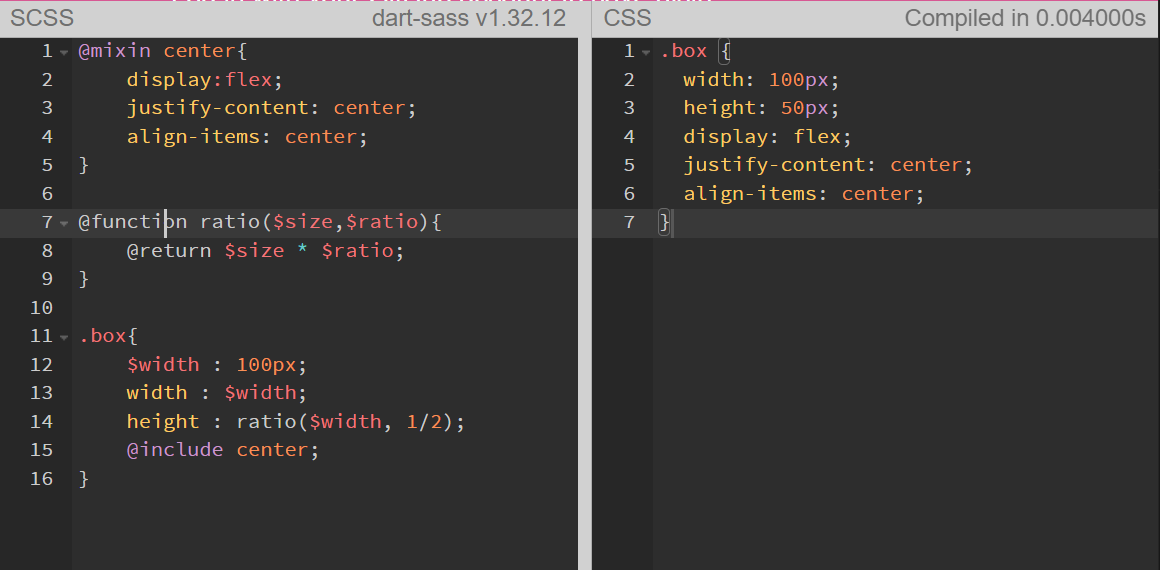 SCSS dart-sass v1.32.12
1 @mixin center{
2 display:flex;
3 justify-content: center;
4 align-items: center;
5 }
6
7 @function ratio($size,$ratio){
8 @return $size * $ratio;
9 }
10
11 .box{
12 $width : 100px;
13 width : $width;
14 height : ratio($width, 1/2);
15 @include center;
16 }
CSS Compiled in 0.004000s
1 .box {
2 width: 100px;
3 height: 50px;
4 display: flex;
5 justify-content: center;
6 align-items: center;
7 }